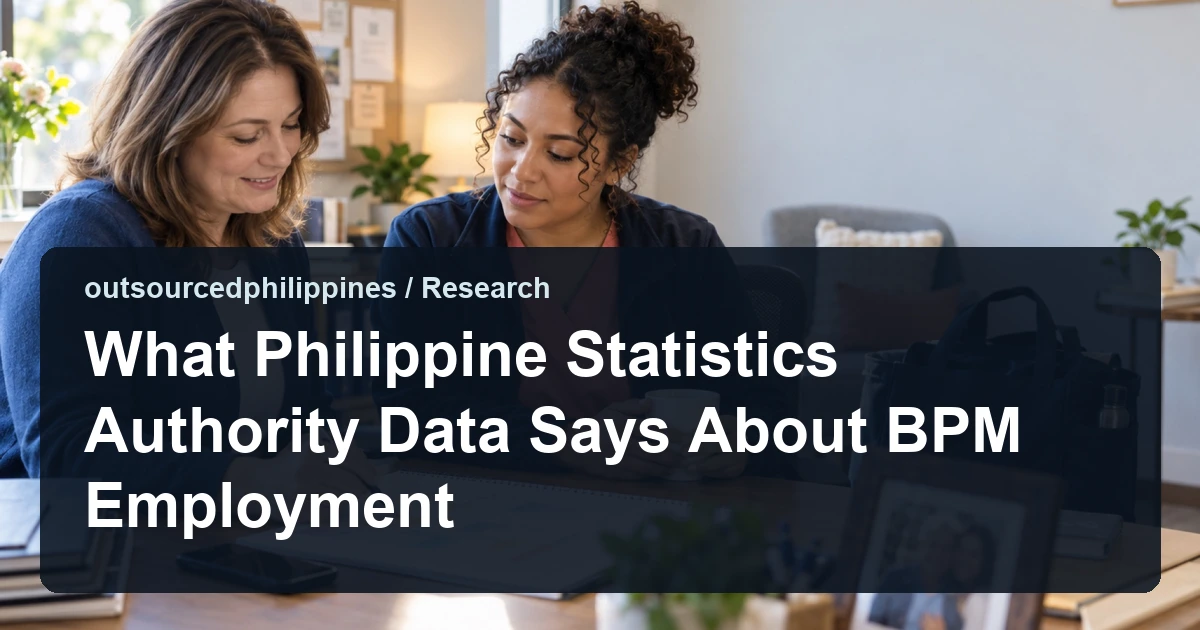 outsourcedphilippines / Research
What Philippine Statistics
Authority Data Says About BPM
Employment